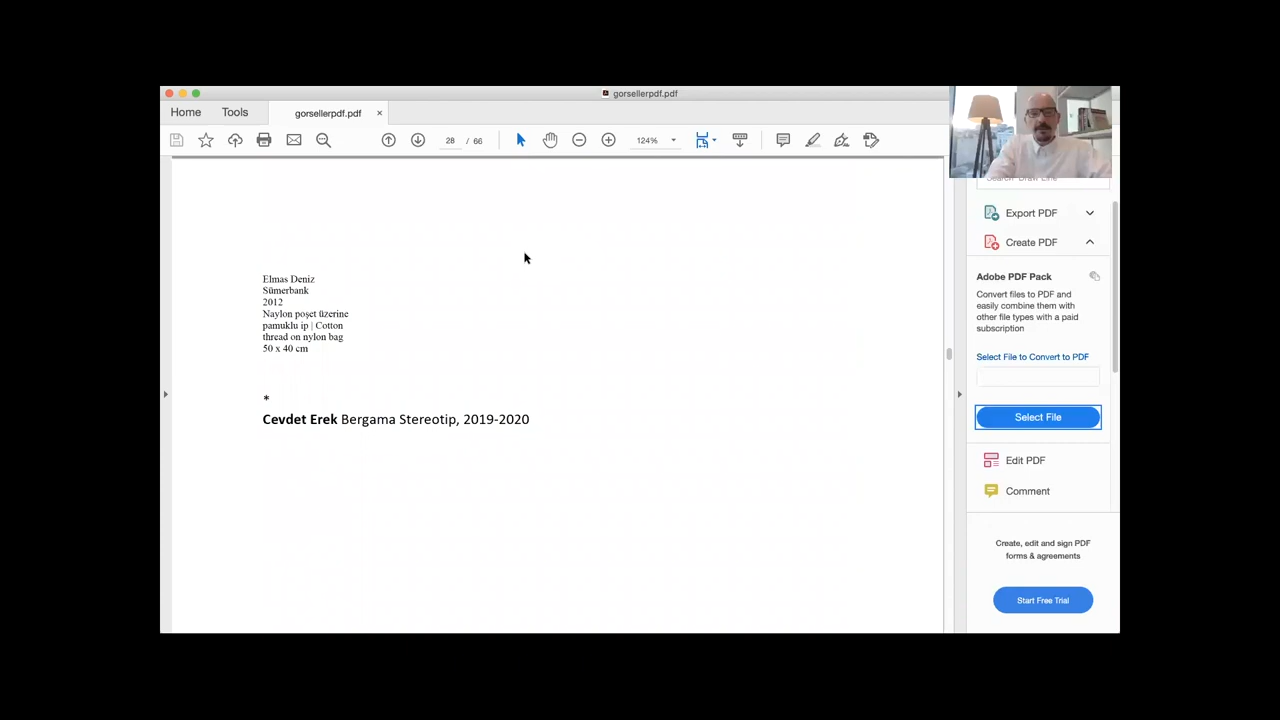 gorsellerpdf.pdf
Home
Tools
gorsellerpdf.pdf
28 / 66
124%
Search 'Draw Line'
Export PDF
Create PDF
Adobe PDF Pack
Convert files to PDF and
easily combine them with
other file types with a paid
subscription
Select File to Convert to PDF
Select File
Edit PDF
Comment
Create, edit and sign PDF
forms & agreements
Start Free Trial
Elmas Deniz
Sümerbank
2012
Naylon poşet üzerine
pamuklu ip | Cotton
thread on nylon bag
50 x 40 cm
*
Cevdet Erek Bergama Stereotip, 2019-2020